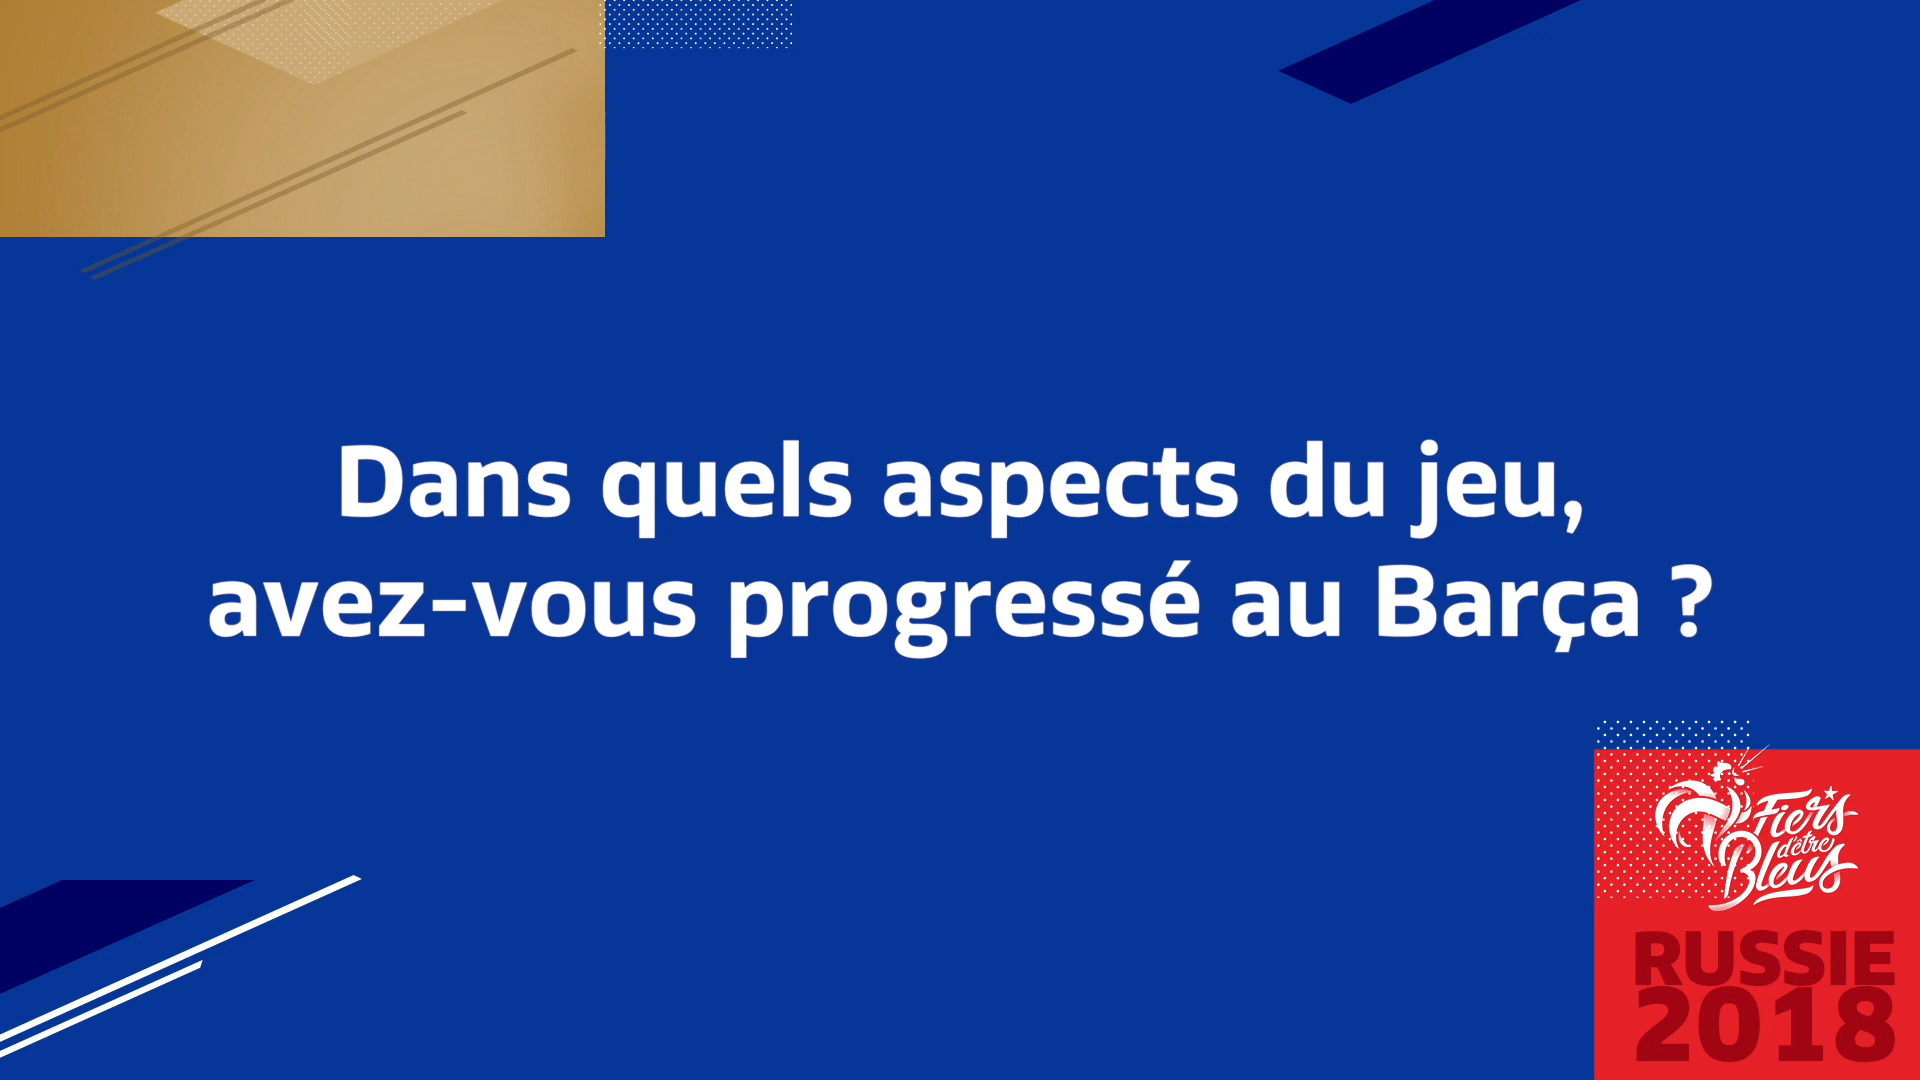 Dans quels aspects du jeu,
avez-vous progressé au Barça ?
Fiers
d'être
Bleus
RUSSIE
2018